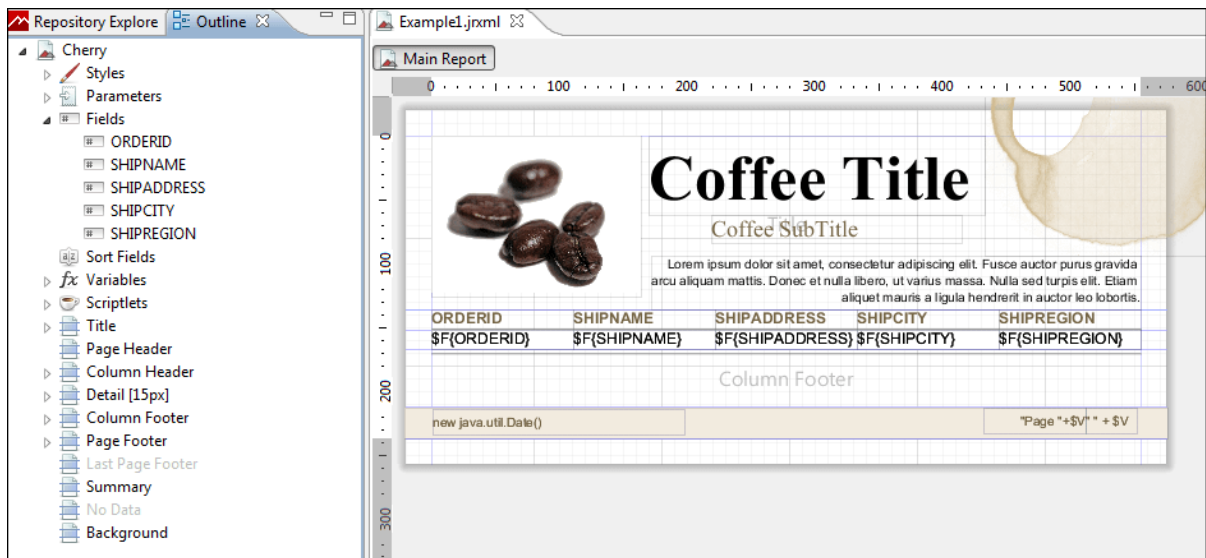 Repository Explore Outline
Cherry
Styles
Parameters
Fields
ORDERID
SHIPNAME
SHIPADDRESS
SHIPCITY
SHIPREGION
Sort Fields
fx Variables
Scriptlets
Title
Page Header
Column Header
Detail [15px]
Column Footer
Page Footer
Last Page Footer
Summary
No Data
Background
Example1.jrxml
Main Report
0 100 200 300 400 500 600
0
100
200
300
Coffee Title
Title
Coffee SubTitle
Lorem ipsum dolor sit amet, consectetur adipiscing elit. Fusce auctor purus gravida
arcu aliquam mattis. Donec et nulla libero, ut varius massa. Nulla sed turpis elit. Etiam
aliquet mauris a ligula hendrerit in auctor leo lobortis.
ORDERID SHIPNAME SHIPADDRESS SHIPCITY SHIPREGION
$F{ORDERID} $F{SHIPNAME} $F{SHIPADDRESS} $F{SHIPCITY} $F{SHIPREGION}
Column Footer
new java.util.Date() "Page "+$V" " + $V